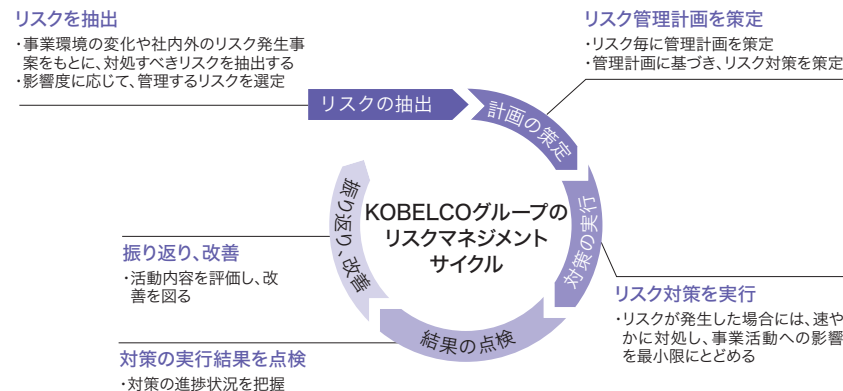 リスクを抽出
・事業環境の変化や社内外のリスク発生事
案をもとに、対処すべきリスクを抽出する
・影響度に応じて、管理するリスクを選定
リスク管理計画を策定
・リスク毎に管理計画を策定
・管理計画に基づき、リスク対策を策定
リスクの抽出
計画の策定
対策の実行
結果の点検
振り返り、改善
KOBELCOグループの
リスクマネジメント
サイクル
振り返り、改善
・活動内容を評価し、改
善を図る
リスク対策を実行
・リスクが発生した場合には、速や
かに対処し、事業活動への影響
を最小限にとどめる
対策の実行結果を点検
・対策の進捗状況を把握